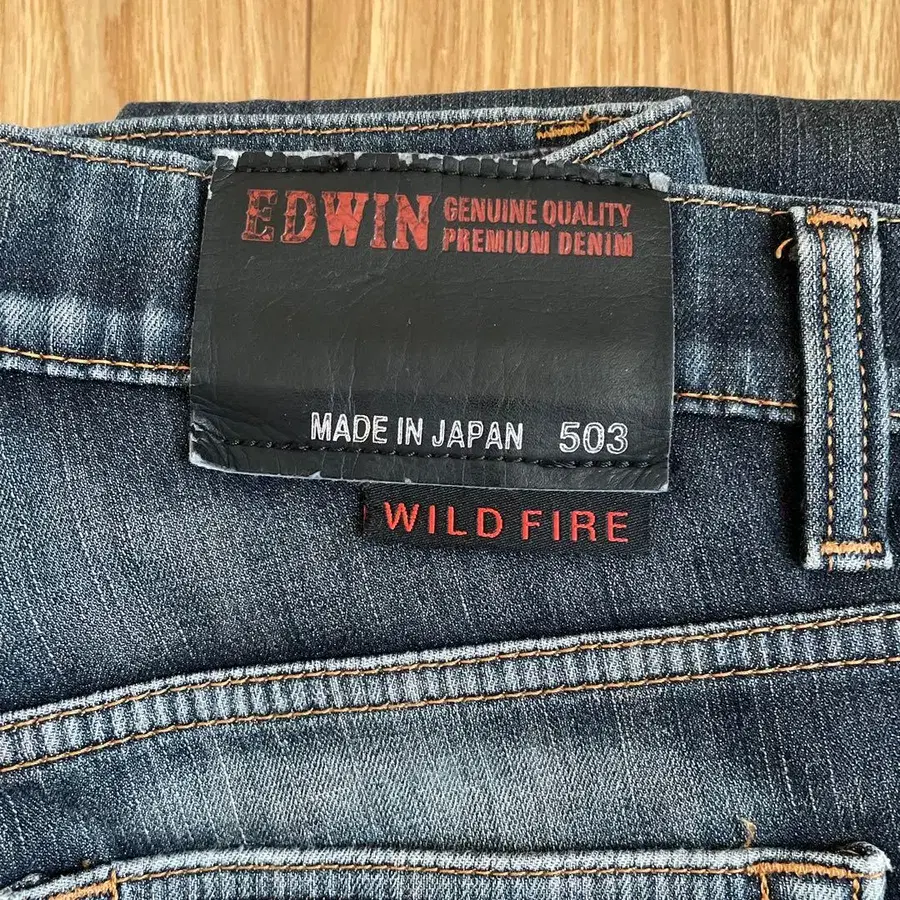 EDWIN GENUINE QUALITY
PREMIUM DENIM
MADE IN JAPAN 503
WILD FIRE